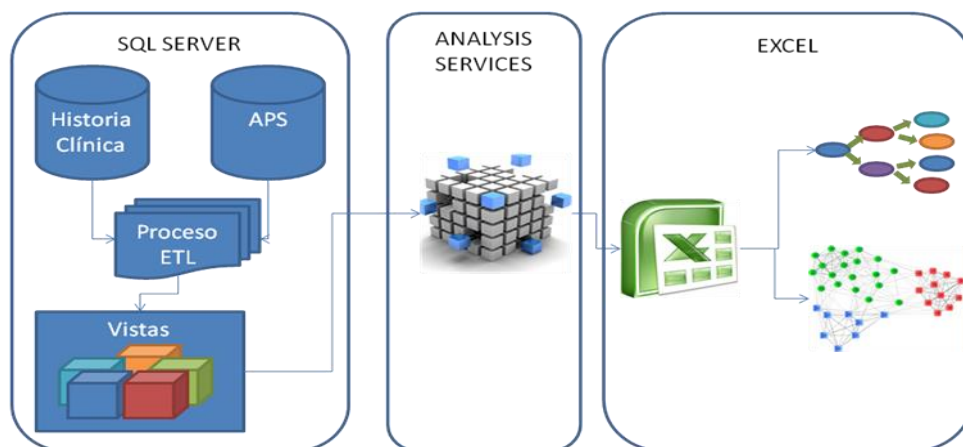 SQL SERVER
Historia
Clínica
APS
Proceso
ETL
Vistas
ANALYSIS
SERVICES
EXCEL